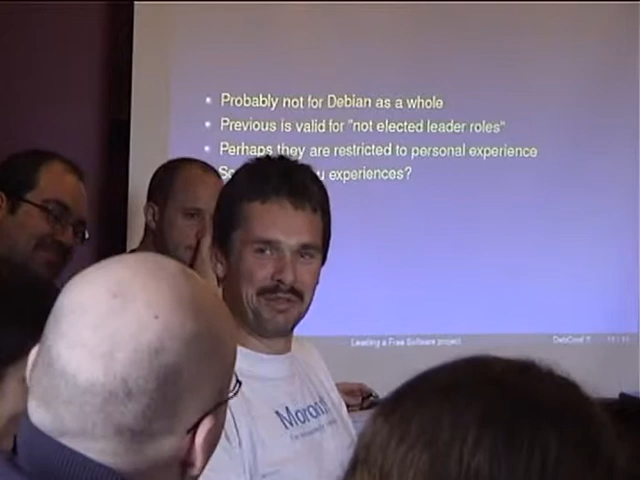 Probably not for Debian as a whole
Previous is valid for "not elected leader roles"
Perhaps they are restricted to personal experience
experiences?
Leading a Free Software project